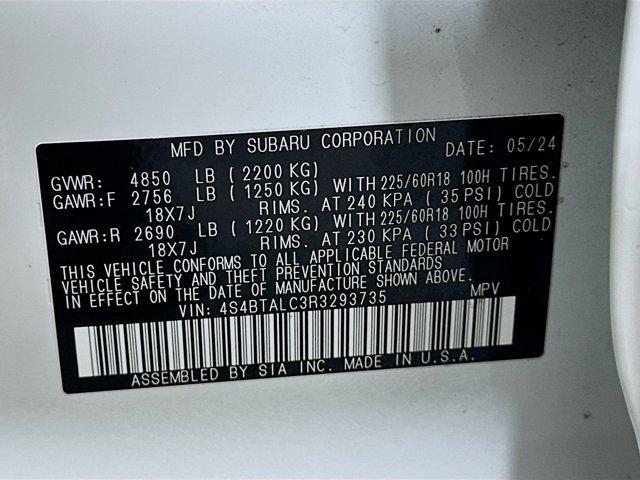 MFD BY SUBARU CORPORATION DATE: 05/24
GVWR: 4850 LB (2200 KG)
GAWR:F 2756 LB (1250 KG) WITH 225/60R18 100H TIRES.
18X7J RIMS. AT 240 KPA (35 PSI) COLD
GAWR:R 2690 LB (1220 KG) WITH 225/60R18 100H TIRES.
18X7J RIMS. AT 230 KPA (33 PSI) COLD
THIS VEHICLE CONFORMS TO ALL APPLICABLE FEDERAL MOTOR
VEHICLE SAFETY AND THEFT PREVENTION STANDARDS
IN EFFECT ON THE DATE OF MANUFACTURE SHOWN ABOVE.
VIN: 4S4BTALC3R3293735 MPV
ASSEMBLED BY SIA INC. MADE IN U.S.A.